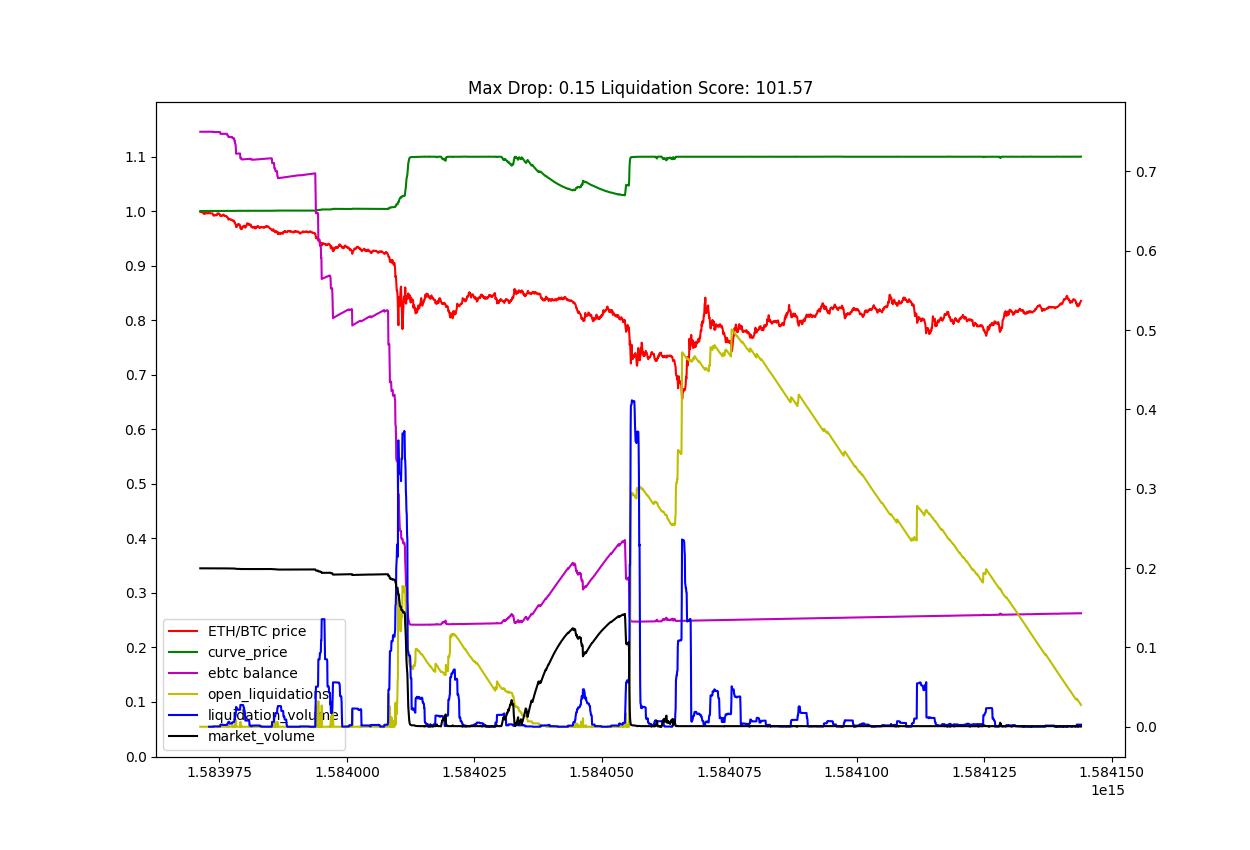 Max Drop: 0.15 Liquidation Score: 101.57
1.1
1.0
0.9
0.8
0.7
0.6
0.5
0.4
0.3
0.2
0.1
0.0
0.7
0.6
0.5
0.4
0.3
0.2
0.1
0.0
ETH/BTC price
curve_price
ebtc balance
open_liquidations
liquidation_volume
market_volume
1.583975 1.584000 1.584025 1.584050 1.584075 1.584100 1.584125 1.584150
1e15